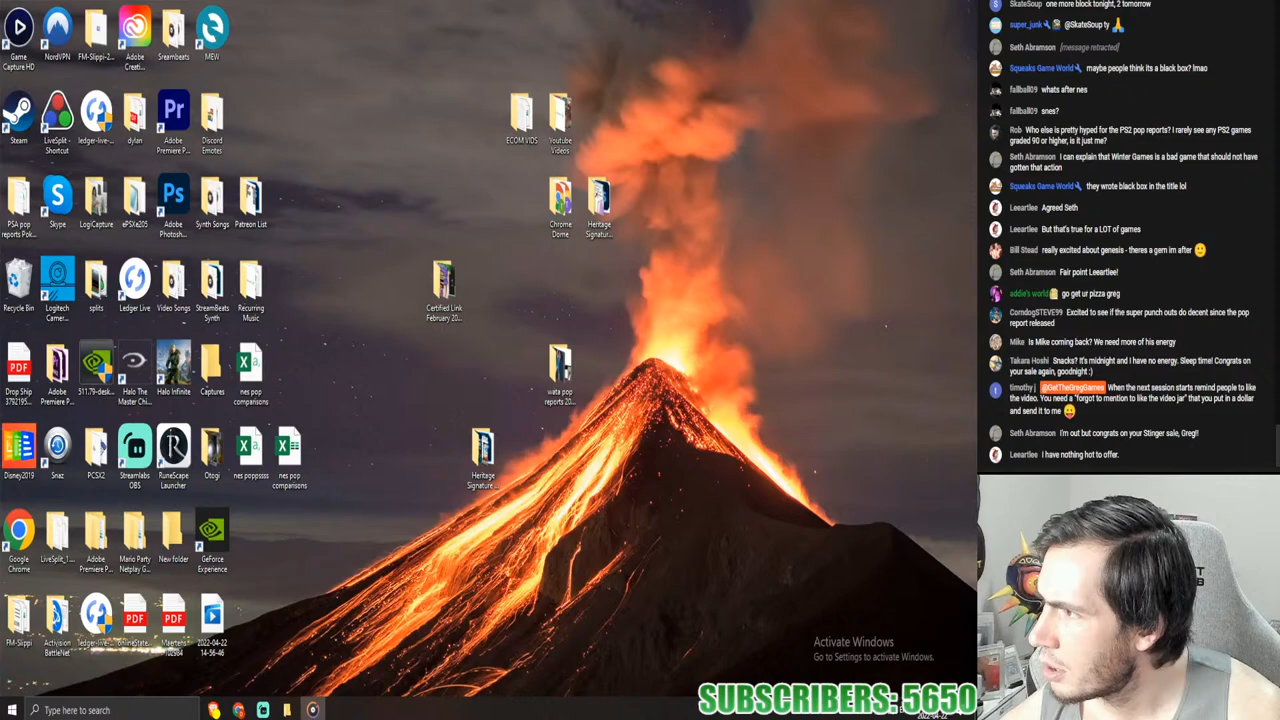 Game
Capture HD
NordVPN
FM-Slippi-2...
Adobe
Creati...
Sreambeats
MEW
Steam
LiveSplit -
Shortcut
ledger-live-...
dylan
Adobe
Premiere P...
Discord
Emotes
ECOM VIDS
Youtube
Videos
PSA pop
reports Pok...
Skype
LogiCapture
ePSXe205
Adobe
Photosh...
Synth Songs
Patreon List
Chrome
Dome
Heritage
Signatur...
Recycle Bin
Logitech
Camer...
splits
Ledger Live
Video Songs
StreamBeats
Synth
Recurring
Music
Certified Link
February 20...
Drop Ship
3792195...
Adobe
Premiere P...
511.79-desk...
Halo The
Master Chi...
Halo Infinite
Captures
nes pop
comparisons
wata pop
reports 20...
Disney2019
Snaz
PCSX2
Streamlabs
OBS
RuneScape
Launcher
Otogi
nes poppssss
nes pop
comparisons
Heritage
Signature...
Google
Chrome
LiveSplit_1....
Adobe
Premiere P...
Mario Party
Netplay G...
New folder
GeForce
Experience
FM-Slippi
Activision
BattleNet
ledger-live-...
onlineState...
Maertens
102984
2022-04-22
14-56-46
Activate Windows
Go to Settings to activate Windows.
Type here to search
SUBSCRIBERS: 5650
SkateSoup one more block tonight, 2 tomorrow
super_junk @SkateSoup ty
Seth Abramson [message retracted]
Squeaks Game World maybe people think its a black box? lmao
fallball09 whats after nes
fallball09 snes?
Rob Who else is pretty hyped for the PS2 pop reports? I rarely see any PS2 games
graded 90 or higher, is it just me?
Seth Abramson I can explain that Winter Games is a bad game that should not have
gotten that action
Squeaks Game World they wrote black box in the title lol
Leeartlee Agreed Seth
Leeartlee But that's true for a LOT of games
Bill Stead really excited about genesis - theres a gem im after
Seth Abramson Fair point Leeartlee!
addie's world go get ur pizza greg
CorndogSTEVE99 Excited to see if the super punch outs do decent since the pop
report released
Mike Is Mike coming back? We need more of his energy
Takara Hoshi Snacks? It's midnight and I have no energy. Sleep time! Congrats on
your sale again, goodnight :)
timothy j @GetTheGregGames When the next session starts remind people to like
the video. You need a "forgot to mention to like the video jar" that you put in a dollar
and send it to me
Seth Abramson I'm out but congrats on your Stinger sale, Greg!!
Leeartlee I have nothing hot to offer.